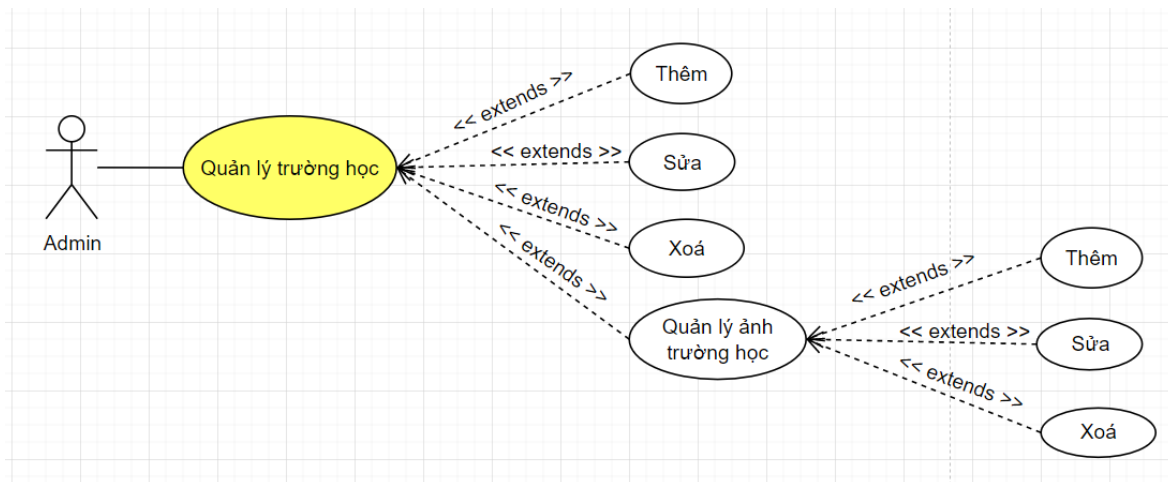 << extends >>
Thêm
Quản lý trường học
<< extends >>
Sửa
<< extends >>
Xoá
Admin
<< extends >>
Quản lý ảnh
trường học
<< extends >>
Thêm
<< extends >>
Sửa
<< extends >>
Xoá